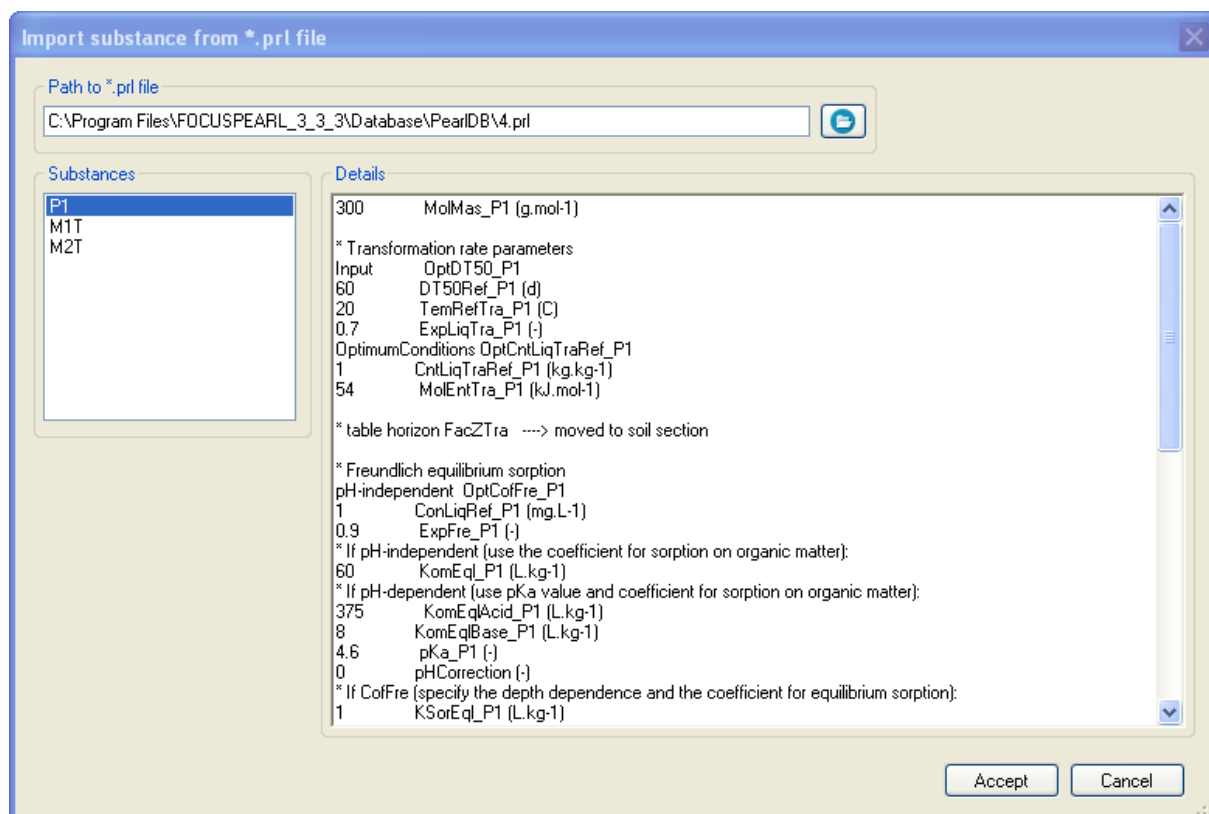 Import substance from *.prl file
Path to *.prl file
C:\Program Files\FOCUSPEARL_3_3_3\Database\PearlDB\4.prl
Substances
P1
M1T
M2T
Details
300 MolMas_P1 (g.mol-1)
* Transformation rate parameters
Input OptDT50_P1
60 DT50Ref_P1 (d)
20 TemRefTra_P1 (C)
0.7 ExpLiqTra_P1 (-)
OptimumConditions OptCntLiqTraRef_P1
1 CntLiqTraRef_P1 (kg.kg-1)
54 MolEntTra_P1 (kJ.mol-1)
* table horizon FacZTra ----> moved to soil section
* Freundlich equilibrium sorption
pH-independent OptCofFre_P1
1 ConLiqRef_P1 (mg.L-1)
0.9 ExpFre_P1 (-)
* If pH-independent (use the coefficient for sorption on organic matter):
60 KomEql_P1 (L.kg-1)
* If pH-dependent (use pKa value and coefficient for sorption on organic matter):
375 KomEqlAcid_P1 (L.kg-1)
8 KomEqlBase_P1 (L.kg-1)
4.6 pKa_P1 (-)
0 pHCorrection (-)
* If CofFre (specify the depth dependence and the coefficient for equilibrium sorption):
1 KSorEql_P1 (L.kg-1)
Accept Cancel